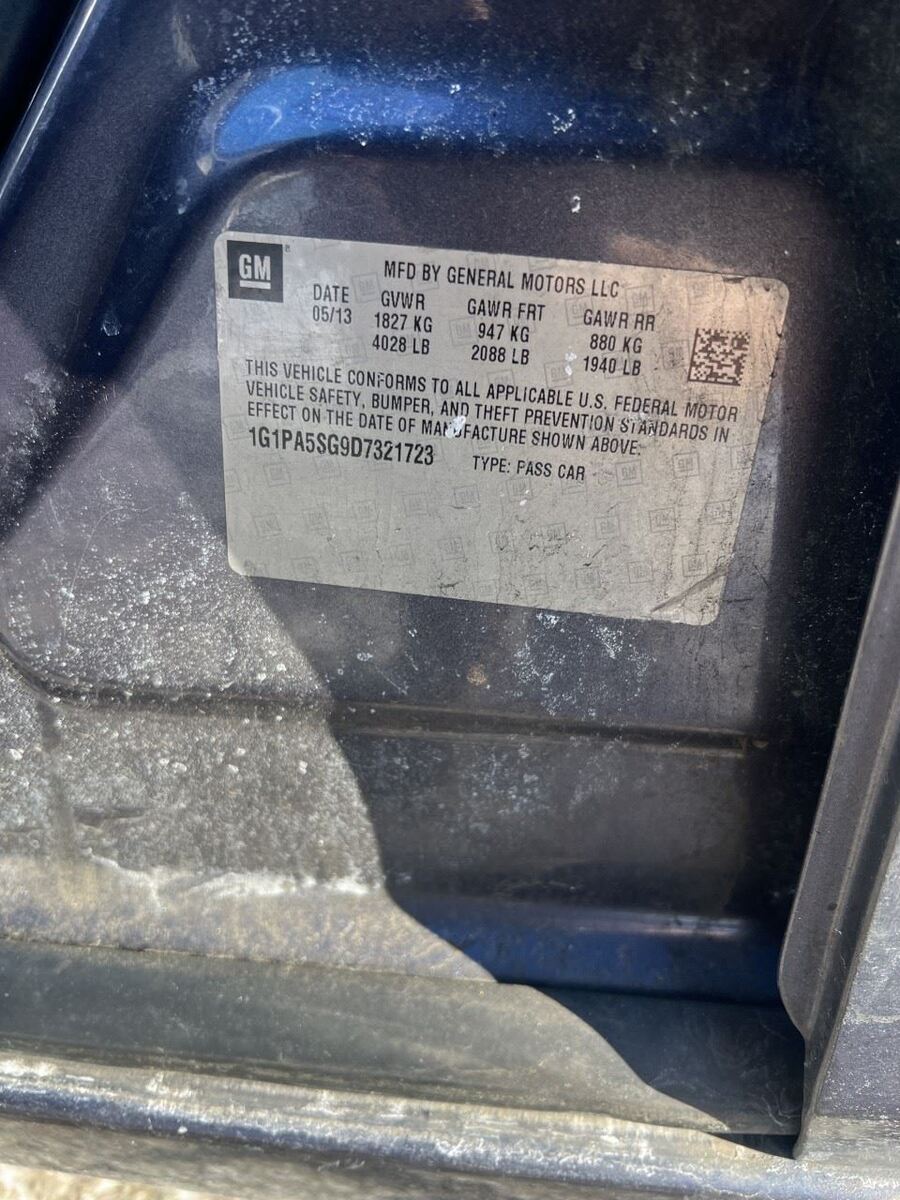 GM
MFD BY GENERAL MOTORS LLC
DATE GVWR GAWR FRT GAWR RR
05/13 1827 KG 947 KG 880 KG
4028 LB 2088 LB 1940 LB
THIS VEHICLE CONFORMS TO ALL APPLICABLE U.S. FEDERAL MOTOR
VEHICLE SAFETY, BUMPER, AND THEFT PREVENTION STANDARDS IN
EFFECT ON THE DATE OF MANUFACTURE SHOWN ABOVE.
1G1PA5SG9D7321723 TYPE: PASS CAR